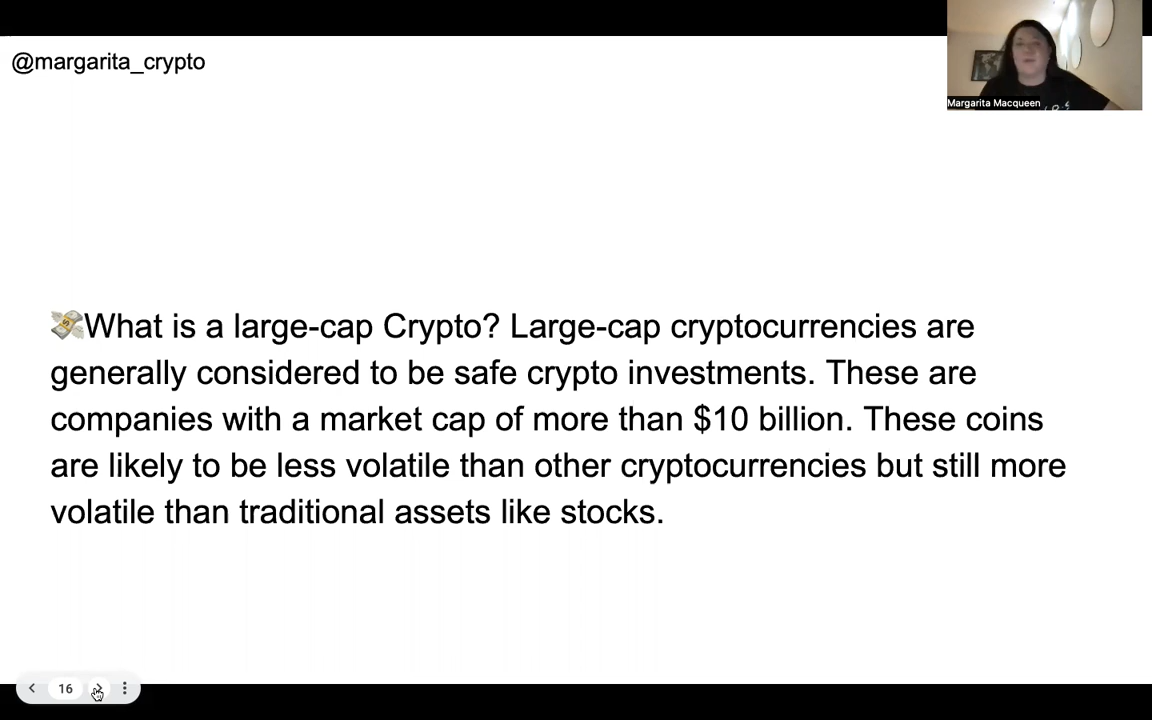 @margarita_crypto
Margarita Macqueen
💸What is a large-cap Crypto? Large-cap cryptocurrencies are
generally considered to be safe crypto investments. These are
companies with a market cap of more than $10 billion. These coins
are likely to be less volatile than other cryptocurrencies but still more
volatile than traditional assets like stocks.
16